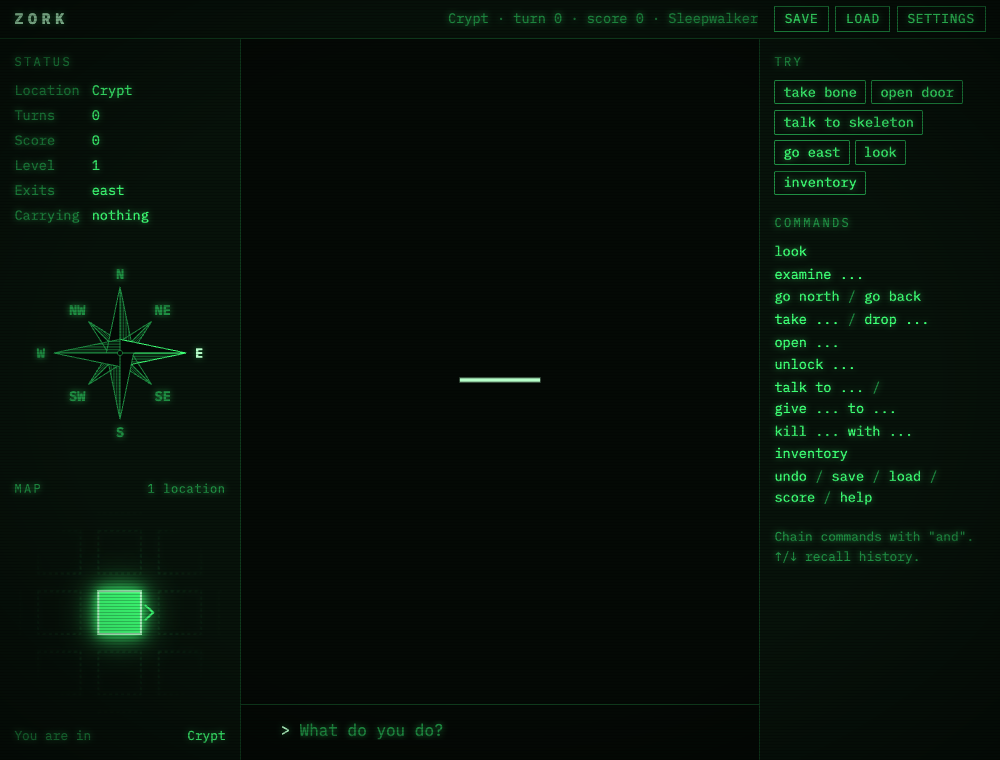 ZORK
Crypt · turn 0 · score 0 · Sleepwalker
SAVE
LOAD
SETTINGS
STATUS
Location Crypt
Turns 0
Score 0
Level 1
Exits east
Carrying nothing
N
NW NE
W E
SW SE
S
MAP 1 location
You are in Crypt
> What do you do?
TRY
take bone
open door
talk to skeleton
go east
look
inventory
COMMANDS
look
examine ...
go north / go back
take ... / drop ...
open ...
unlock ...
talk to ... /
give ... to ...
kill ... with ...
inventory
undo / save / load /
score / help
Chain commands with "and".
↑/↓ recall history.